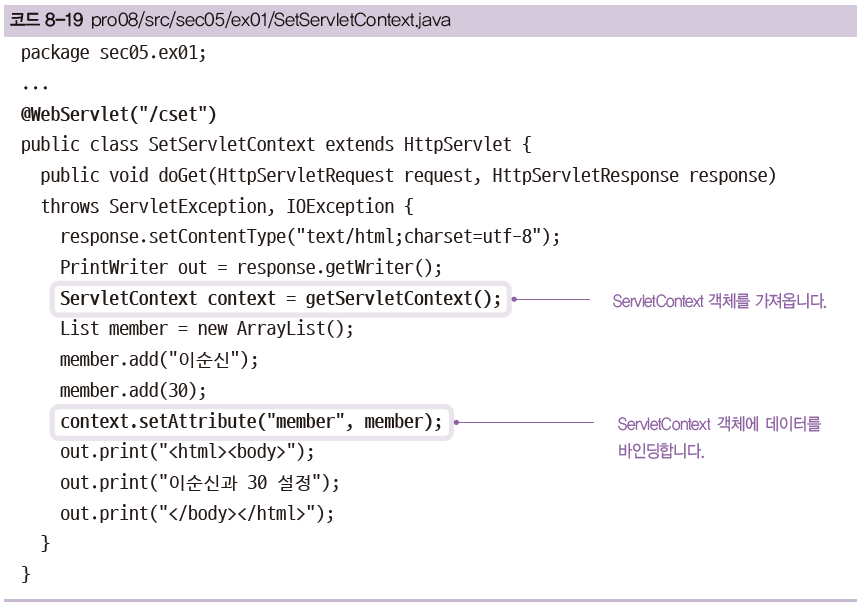 코드 8-19 pro08/src/sec05/ex01/SetServletContext.java
package sec05.ex01;
...
@WebServlet("/cset")
public class SetServletContext extends HttpServlet {
public void doGet(HttpServletRequest request, HttpServletResponse response)
throws ServletException, IOException {
response.setContentType("text/html;charset=utf-8");
PrintWriter out = response.getWriter();
ServletContext context = getServletContext(); ServletContext 객체를 가져옵니다.
List member = new ArrayList();
member.add("이순신");
member.add(30);
context.setAttribute("member", member); ServletContext 객체에 데이터를
바인딩합니다.
out.print("<html><body>");
out.print("이순신과 30 설정");
out.print("</body></html>");
}
}